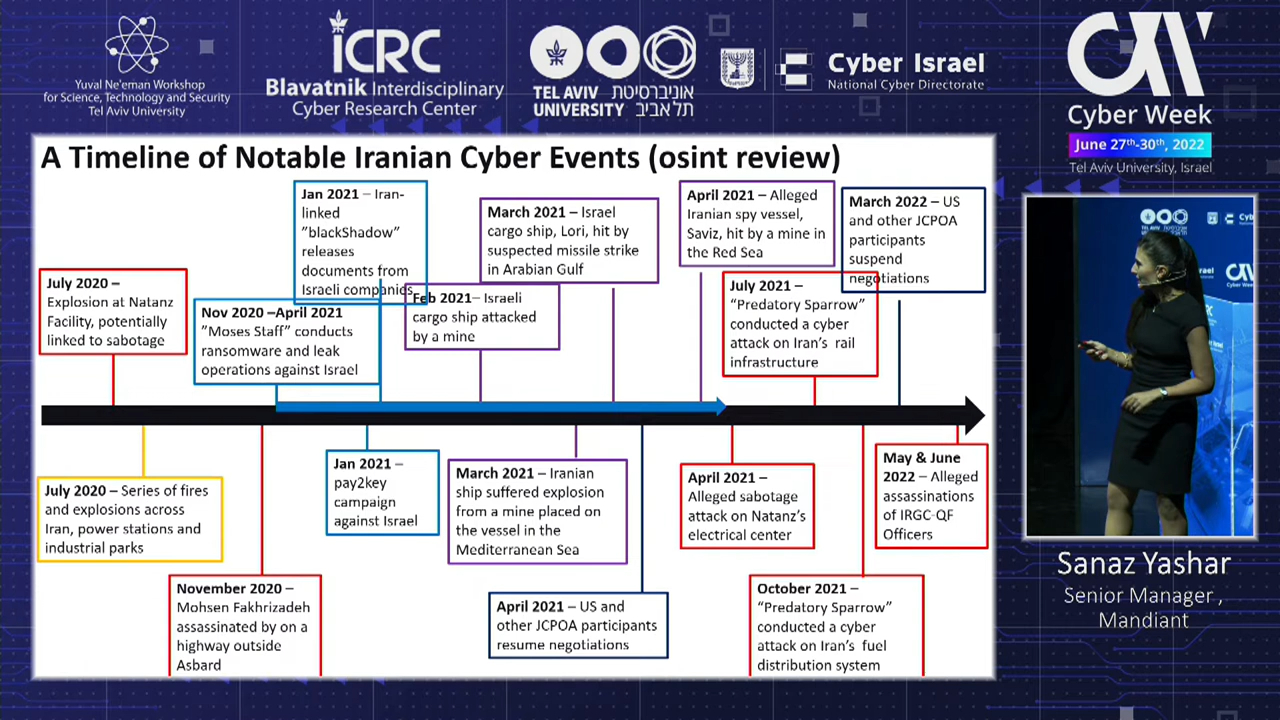 Yuval Ne'eman Workshop
for Science, Technology and Security
Tel Aviv University
iCRC
Blavatnik Interdisciplinary
Cyber Research Center
TEL AVIV אוניברסיטת
UNIVERSITY תל אביב
Cyber Israel
National Cyber Directorate
Cyber Week
June 27th-30th, 2022
Tel Aviv University, Israel
A Timeline of Notable Iranian Cyber Events (osint review)
July 2020 –
Explosion at Natanz
Facility, potentially
linked to sabotage
Nov 2020 –April 2021
"Moses Staff" conducts
ransomware and leak
operations against Israel
Jan 2021 – Iran-
linked
"blackShadow"
releases
documents from
Israeli companies
Feb 2021– Israeli
cargo ship attacked
by a mine
March 2021 – Israel
cargo ship, Lori, hit by
suspected missile strike
in Arabian Gulf
April 2021 – Alleged
Iranian spy vessel,
Saviz, hit by a mine in
the Red Sea
July 2021 –
"Predatory Sparrow"
conducted a cyber
attack on Iran's rail
infrastructure
March 2022 - US
and other JCPOA
participants
suspend
negotiations
July 2020 – Series of fires
and explosions across
Iran, power stations and
industrial parks
November 2020 –
Mohsen Fakhrizadeh
assassinated by on a
highway outside
Asbard
Jan 2021 –
pay2key
campaign
against Israel
March 2021 – Iranian
ship suffered explosion
from a mine placed on
the vessel in the
Mediterranean Sea
April 2021 – US and
other JCPOA participants
resume negotiations
April 2021 –
Alleged sabotage
attack on Natanz's
electrical center
October 2021 –
"Predatory Sparrow"
conducted a cyber
attack on Iran's fuel
distribution system
May & June
2022 – Alleged
assassinations
of IRGC-QF
Officers
Sanaz Yashar
Senior Manager ,
Mandiant